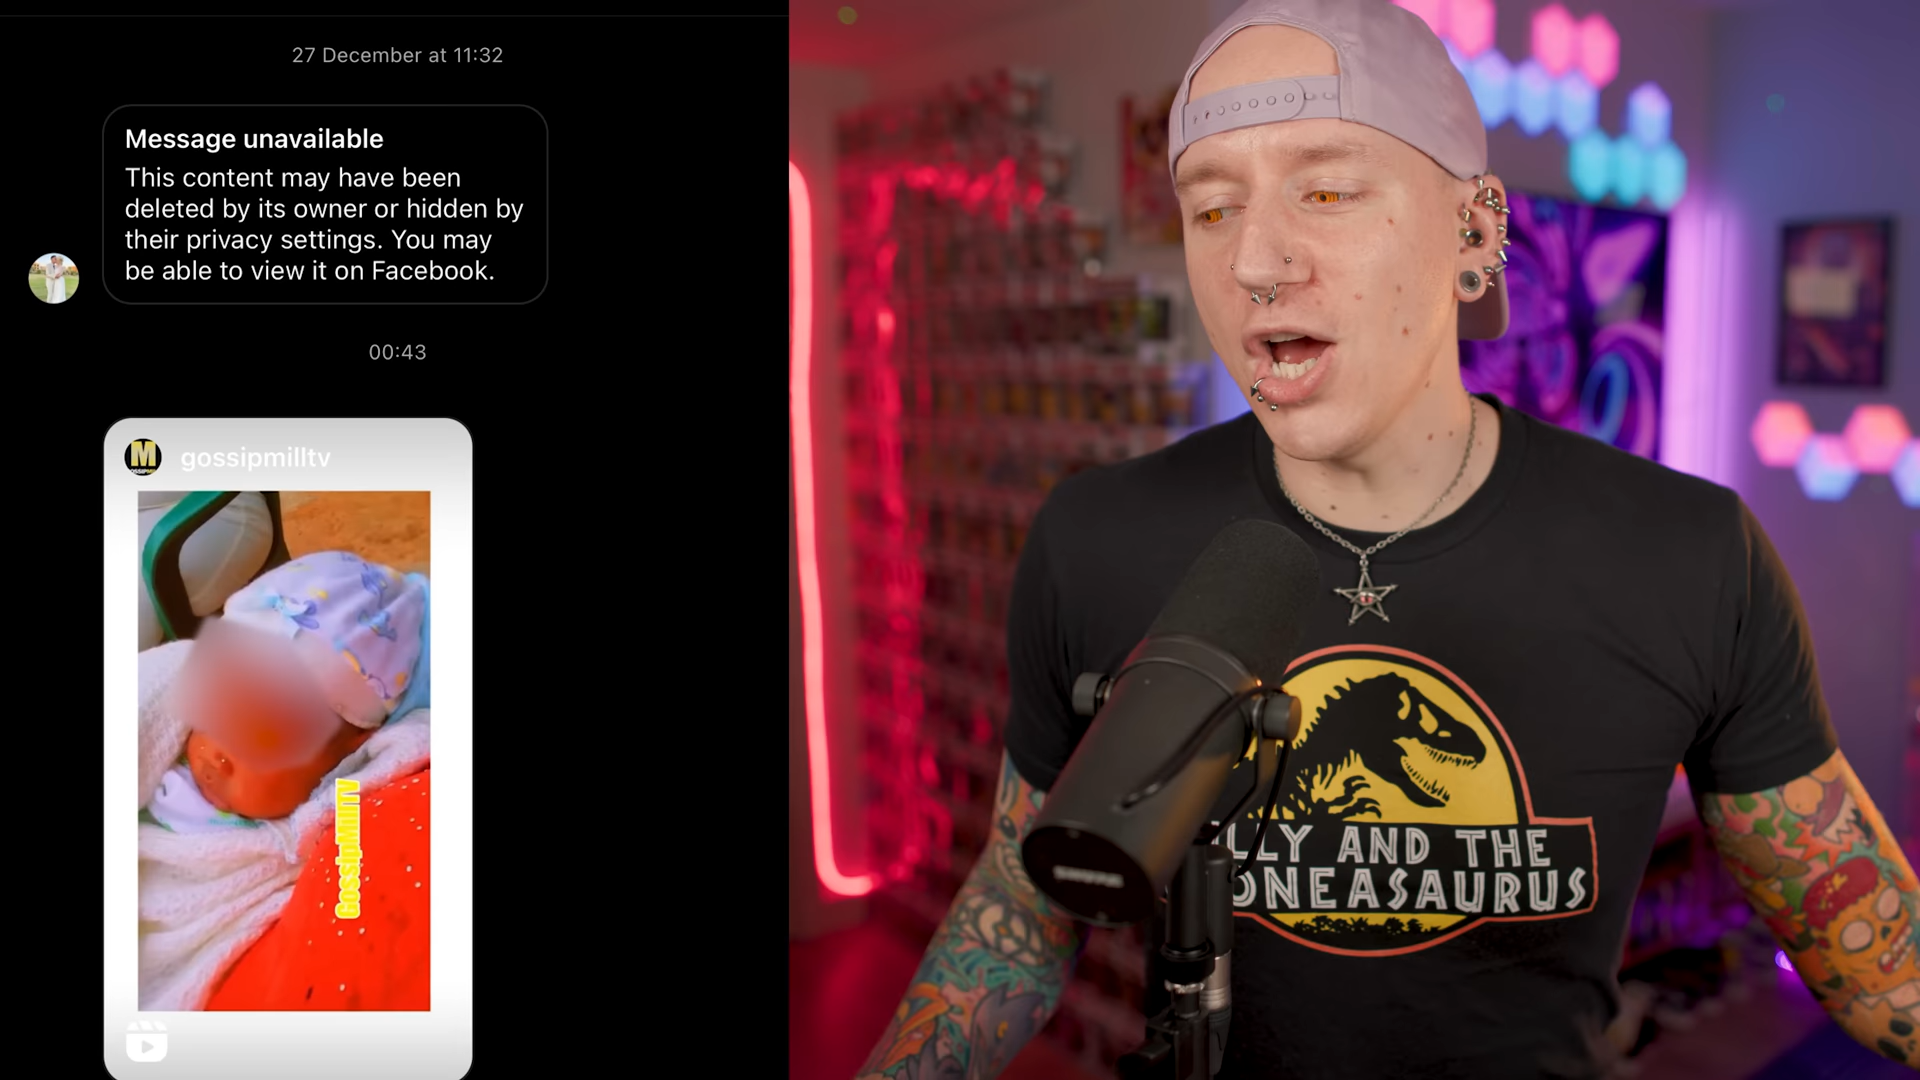 27 December at 11:32
Message unavailable
This content may have been
deleted by its owner or hidden by
their privacy settings. You may
be able to view it on Facebook.
00:43
M
gossipmilltv
GossipMillTV
AND THE